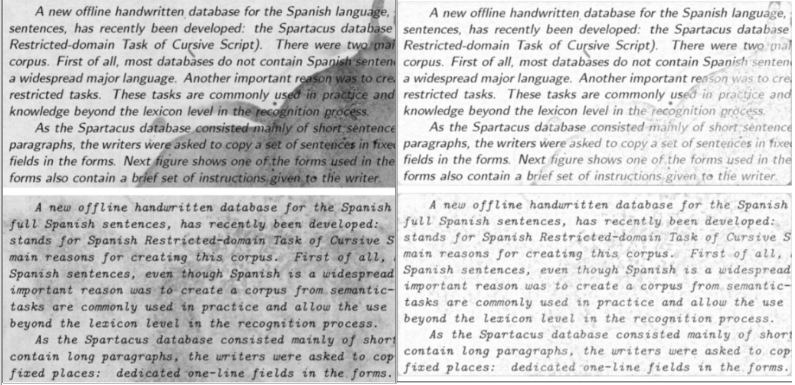 A new offline handwritten database for the Spanish language,
sentences, has recently been developed: the Spartacus database
Restricted-domain Task of Cursive Script). There were two
corpus. First of all, most databases do not contain Spanish
a widespread major language. Another important reason was to
restricted tasks. These tasks are commonly used in practice and
knowledge beyond the lexicon level in the recognition process.
As the Spartacus database consisted mainly of short sentence
paragraphs, the writers were asked to copy a set of sentences in
fields in the forms. Next figure shows one of the forms used in the
forms also contain a brief set of instructions given to the writer.
A new offline handwritten database for the Spanish language,
sentences, has recently been developed: the Spartacus database
Restricted-domain Task of Cursive Script). There were two
corpus. First of all, most databases do not contain Spanish
a widespread major language. Another important reason was to
restricted tasks. These tasks are commonly used in practice and
knowledge beyond the lexicon level in the recognition process.
As the Spartacus database consisted mainly of short sentence
paragraphs, the writers were asked to copy a set of sentences in
fields in the forms. Next figure shows one of the forms used in the
forms also contain a brief set of instructions given to the writer.
A new offline handwritten database for the Spanish
full Spanish sentences, has recently been developed:
stands for Spanish Restricted-domain Task of Cursive S
main reasons for creating this corpus. First of all,
Spanish sentences, even though Spanish is a widespread
important reason was to create a corpus from semantic-
tasks are commonly used in practice and allow the use
beyond the lexicon level in the recognition process.
As the Spartacus database consisted mainly of short
contain long paragraphs, the writers were asked to cop
fixed places: dedicated one-line fields in the forms.
A new offline handwritten database for the Spanish
full Spanish sentences, has recently been developed:
stands for Spanish Restricted-domain Task of Cursive S
main reasons for creating this corpus. First of all,
Spanish sentences, even though Spanish is a widespread
important reason was to create a corpus from semantic-
tasks are commonly used in practice and allow the use
beyond the lexicon level in the recognition process.
As the Spartacus database consisted mainly of short
contain long paragraphs, the writers were asked to cop
fixed places: dedicated one-line fields in the forms.